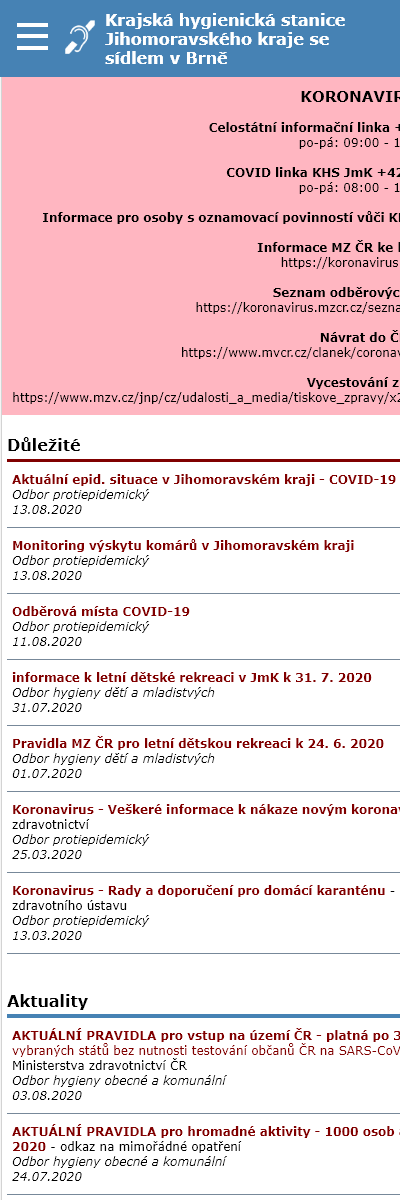 Krajská hygienická stanice
Jihomoravského kraje se
sídlem v Brně
Celostátní informační linka
po-pá: 09:00 -
COVID linka KHS JmK
po-pá: 08:00 -
Informace pro osoby s oznamovací povinností vůči
Informace MZ ČR ke
https://koronavirus
Seznam
https://koronavirus.mzcr.cz/sezna
Návrat do
https://www.mvcr.cz/clanek/corona
Vycestování
https://www.mzv.cz/jnp/cz/udalosti_a_media/tiskove_zpravy/x2
Důležité
Aktuální epid. situace v Jihomoravském kraji - COVID-19
Odbor protiepidemický
13.08.2020
Monitoring výskytu komárů v Jihomoravském kraji
Odbor protiepidemický
13.08.2020
Odběrová místa COVID-19
Odbor protiepidemický
11.08.2020
informace k letní dětské rekreaci v JmK k 31. 7. 2020
Odbor hygieny dětí a mladistvých
31.07.2020
Pravidla MZ ČR pro letní dětskou rekreaci k 24. 6. 2020
Odbor hygieny dětí a mladistvých
01.07.2020
Koronavirus - Veškeré informace k nákaze novým
zdravotnictví
Odbor protiepidemický
25.03.2020
Koronavirus - Rady a doporučení pro domácí karanténu -
zdravotního ústavu
Odbor protiepidemický
13.03.2020
Aktuality
AKTUÁLNÍ PRAVIDLA pro vstup na území ČR - platná po 3
vybraných států bez nutnosti testování občanů ČR na SARS-CoV
Ministerstva zdravotnictví ČR
Odbor hygieny obecné a komunální
03.08.2020
AKTUÁLNÍ PRAVIDLA pro hromadné aktivity - 1000 osob
2020 - odkaz na mimořádné opatření
Odbor hygieny obecné a komunální
24.07.2020